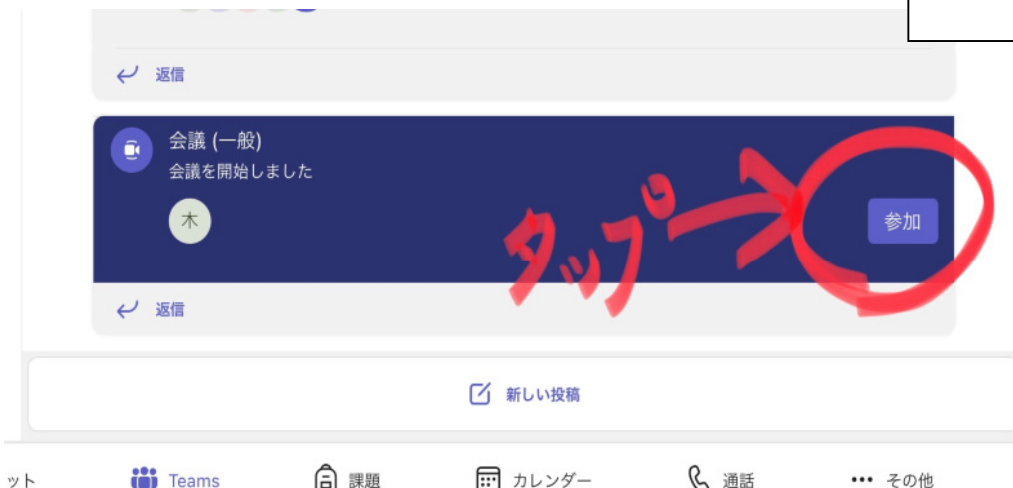 返信
会議 (一般)
会議を開始しました
木
タップ
参加
返信
新しい投稿
ット
Teams
課題
カレンダー
通話
その他